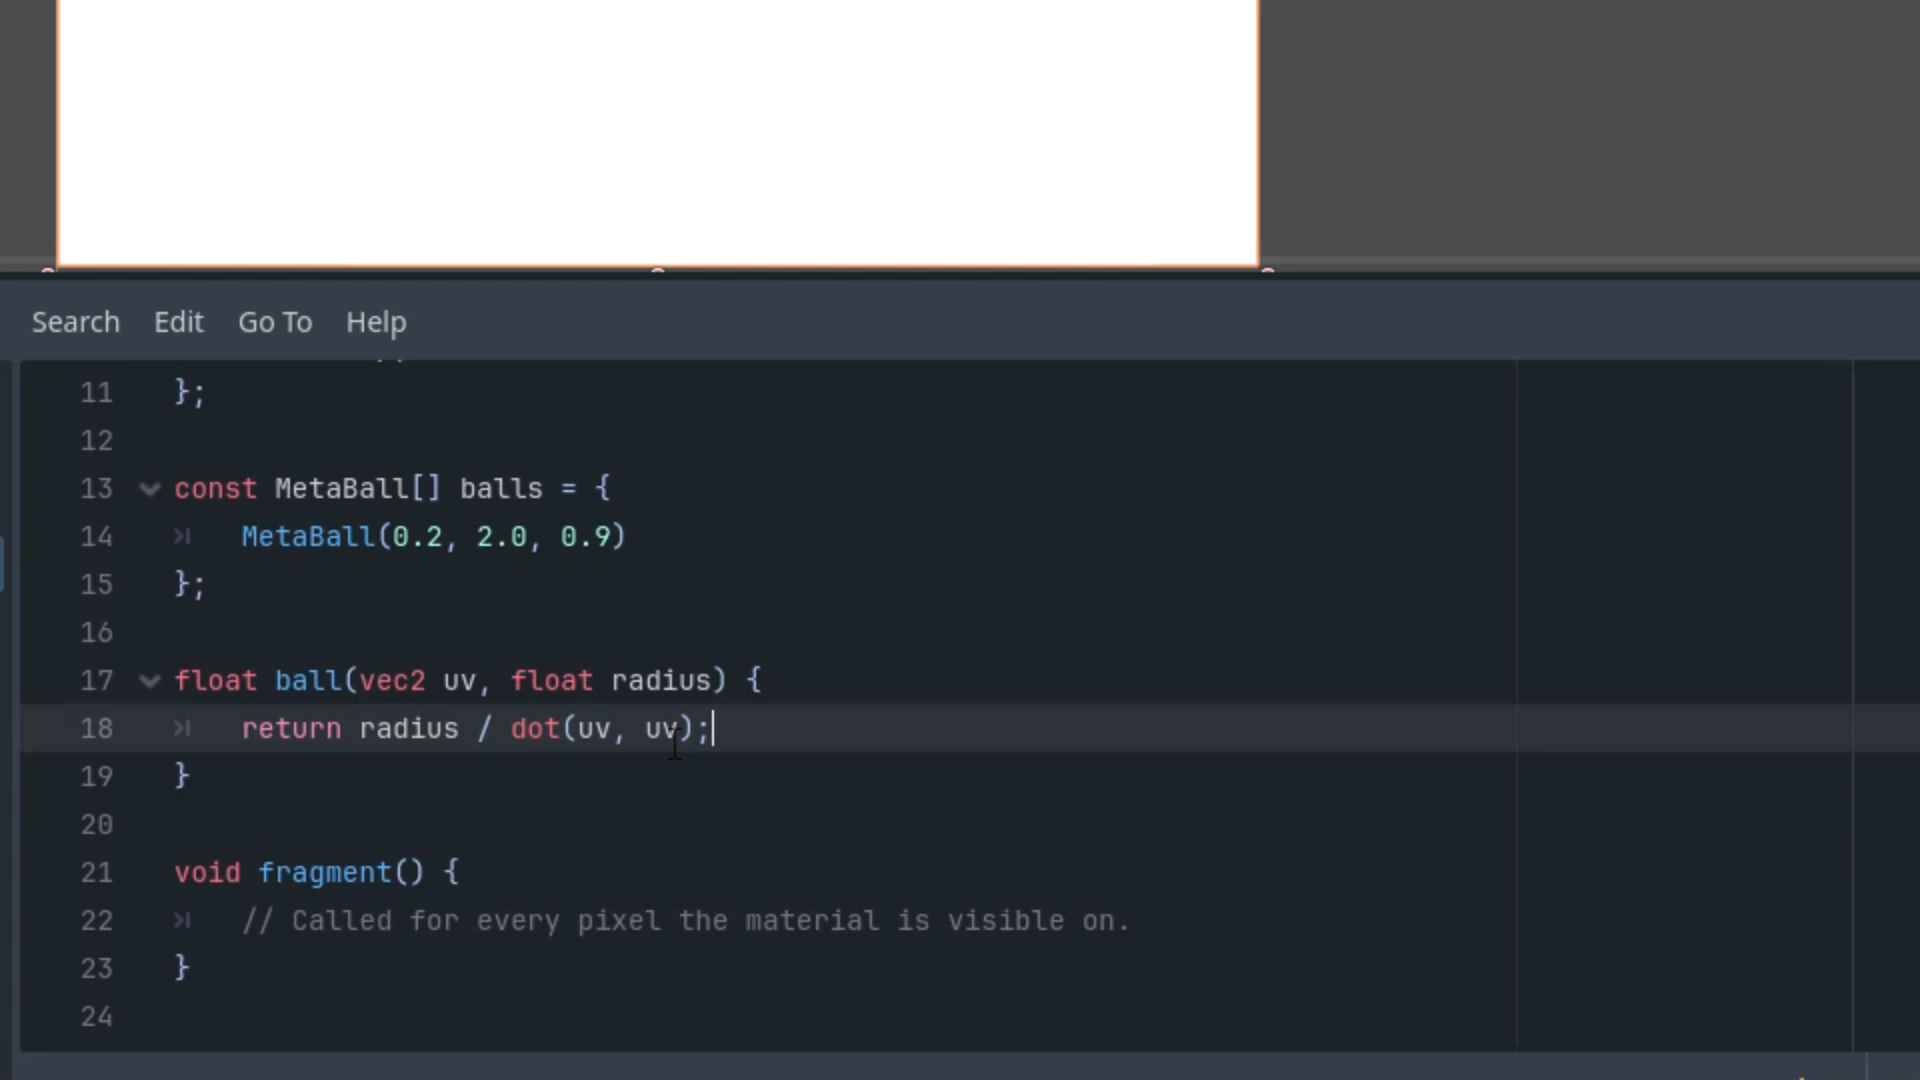 Search Edit Go To Help
11 };
12
13 const MetaBall[] balls = {
14 MetaBall(0.2, 2.0, 0.9)
15 };
16
17 float ball(vec2 uv, float radius) {
18 return radius / dot(uv, uv);
19 }
20
21 void fragment() {
22 // Called for every pixel the material is visible on.
23 }
24